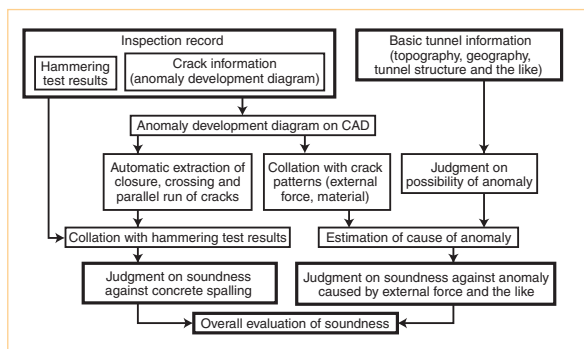 Inspection record
Hammering
test results
Crack information
(anomaly development diagram)
Basic tunnel information
(topography, geography,
tunnel structure and the like)
Anomaly development diagram on CAD
Automatic extraction of
closure, crossing and
parallel run of cracks
Collation with crack
patterns (external
force, material)
Judgment on
possibility of anomaly
Collation with hammering test results
Estimation of cause of anomaly
Judgment on soundness
against concrete spalling
Judgment on soundness against anomaly
caused by external force and the like
Overall evaluation of soundness